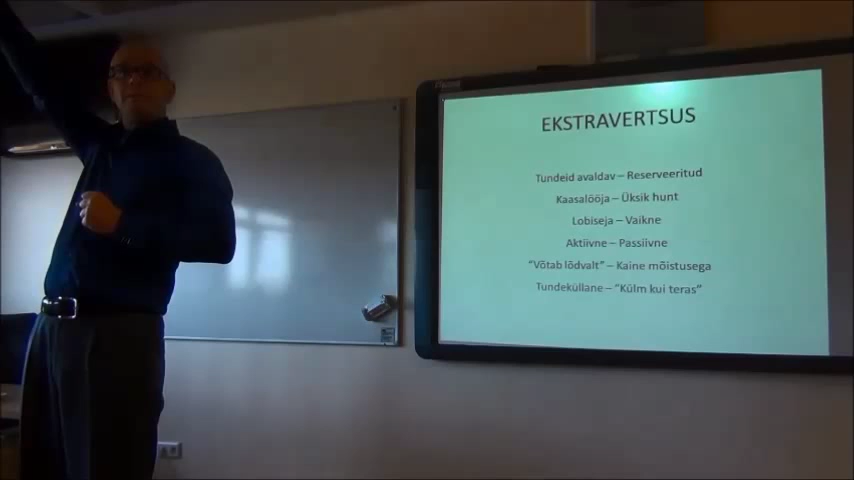 EKSTRAVERTSUS
Tundeid avaldav – Reserveeritud
Kaasalööja – Üksik hunt
Lobiseja – Vaikne
Aktiivne – Passiivne
"Võtab lõdvalt" – Kaine mõistusega
Tundeküllane – "Külm kui teras"